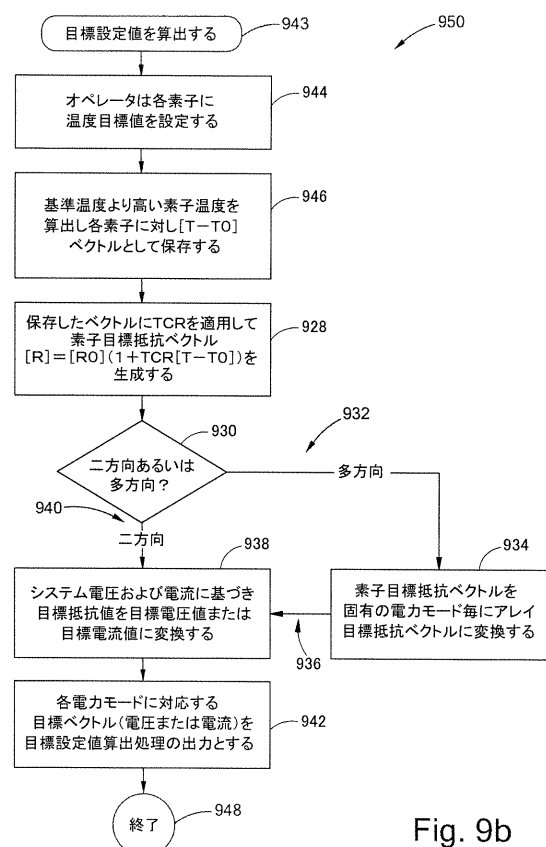 目標設定値を算出する
943
950
オペレータは各素子に
温度目標値を設定する
944
基準温度より高い素子温度を
算出し各素子に対し[T－T0]
ベクトルとして保存する
946
保存したベクトルにTCRを適用して
素子目標抵抗ベクトル
[R]＝[R0](1＋TCR[T－T0])を
生成する
928
930
932
二方向あるいは
多方向？
多方向
940
二方向
938
934
システム電圧および電流に基づき
目標抵抗値を目標電圧値または
目標電流値に変換する
素子目標抵抗ベクトルを
固有の電力モード毎にアレイ
目標抵抗ベクトルに変換する
936
各電力モードに対応する
目標ベクトル(電圧または電流)を
目標設定値算出処理の出力とする
942
終了
948
Fig. 9b